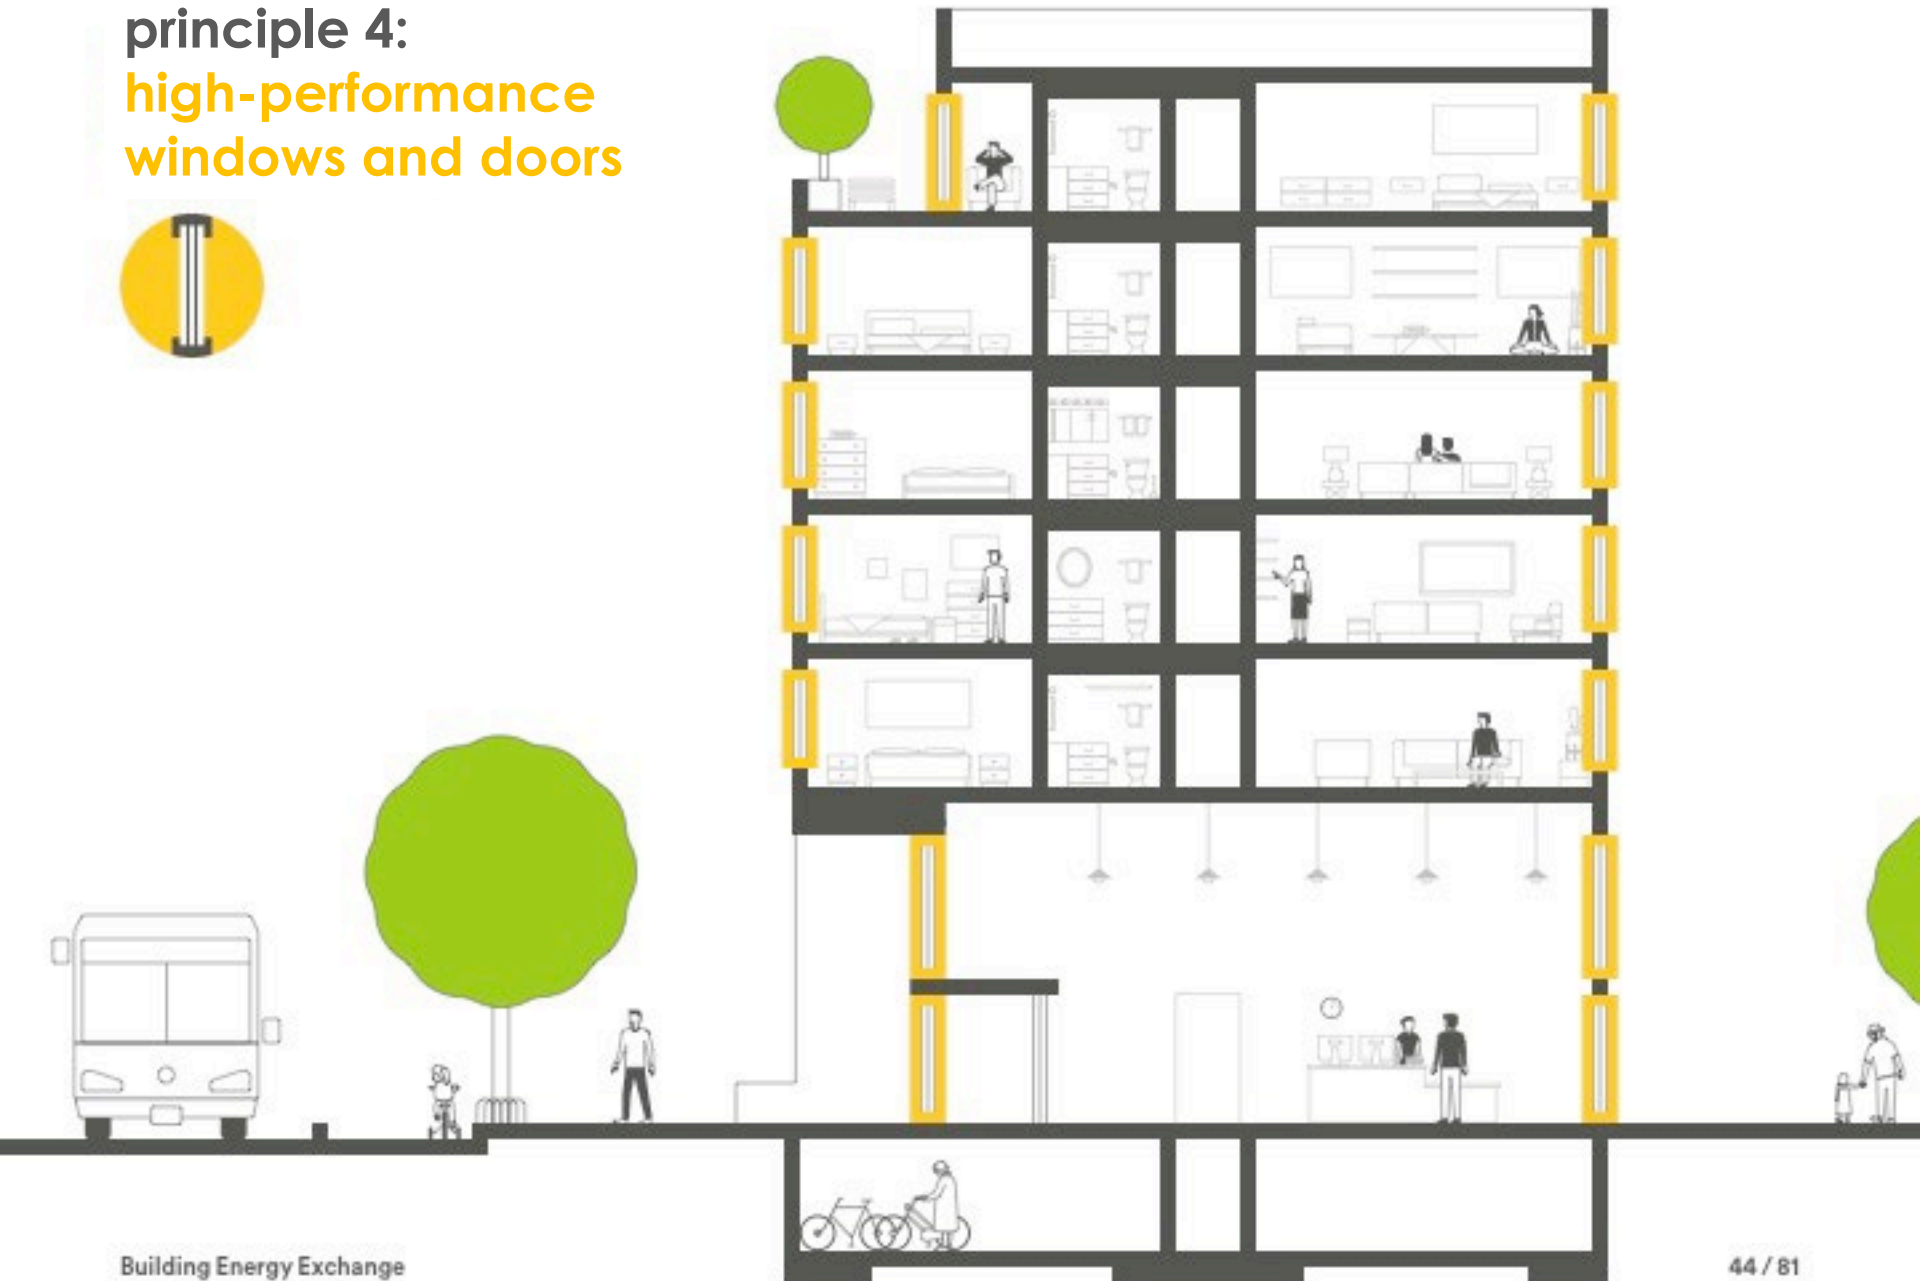 principle 4:
high-performance
windows and doors
Building Energy Exchange
44 / 81